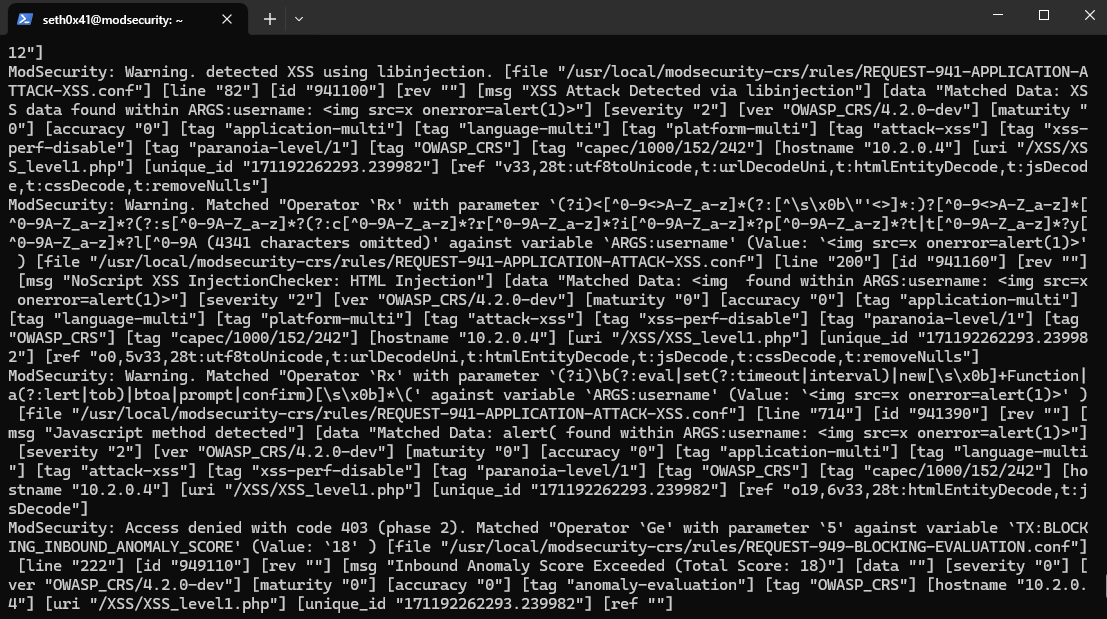 seth0x41@modsecurity: ~
12"]
ModSecurity: Warning. detected XSS using libinjection. [file "/usr/local/modsecurity-crs/rules/REQUEST-941-APPLICATION-A
TTACK-XSS.conf"] [line "82"] [id "941100"] [rev ""] [msg "XSS Attack Detected via libinjection"] [data "Matched Data: XS
S data found within ARGS:username: <img src=x onerror=alert(1)>"] [severity "2"] [ver "OWASP_CRS/4.2.0-dev"] [maturity "
0"] [accuracy "0"] [tag "application-multi"] [tag "language-multi"] [tag "platform-multi"] [tag "attack-xss"] [tag "xss-
perf-disable"] [tag "paranoia-level/1"] [tag "OWASP_CRS"] [tag "capec/1000/152/242"] [hostname "10.2.0.4"] [uri "/XSS/XS
S_level1.php"] [unique_id "171192262293.239982"] [ref "v33,28t:utf8toUnicode,t:urlDecodeUni,t:htmlEntityDecode,t:jsDecod
e,t:cssDecode,t:removeNulls"]
ModSecurity: Warning. Matched "Operator `Rx' with parameter `(?i)<[^0-9<>A-Z_a-z]*(?:[^\s\x0b\"'<>]*:)?[^0-9<>A-Z_a-z]*[
^0-9A-Z_a-z]*?(?:s[^0-9A-Z_a-z]*?(?:c[^0-9A-Z_a-z]*?r[^0-9A-Z_a-z]*?i[^0-9A-Z_a-z]*?p[^0-9A-Z_a-z]*?t|t[^0-9A-Z_a-z]*?y[
^0-9A-Z_a-z]*?l[^0-9A (4341 characters omitted)' against variable `ARGS:username' (Value: `<img src=x onerror=alert(1)>'
 ) [file "/usr/local/modsecurity-crs/rules/REQUEST-941-APPLICATION-ATTACK-XSS.conf"] [line "200"] [id "941160"] [rev ""]
 [msg "NoScript XSS InjectionChecker: HTML Injection"] [data "Matched Data: <img  found within ARGS:username: <img src=x
 onerror=alert(1)>"] [severity "2"] [ver "OWASP_CRS/4.2.0-dev"] [maturity "0"] [accuracy "0"] [tag "application-multi"]
[tag "language-multi"] [tag "platform-multi"] [tag "attack-xss"] [tag "xss-perf-disable"] [tag "paranoia-level/1"] [tag
"OWASP_CRS"] [tag "capec/1000/152/242"] [hostname "10.2.0.4"] [uri "/XSS/XSS_level1.php"] [unique_id "171192262293.23998
2"] [ref "o0,5v33,28t:utf8toUnicode,t:urlDecodeUni,t:htmlEntityDecode,t:jsDecode,t:cssDecode,t:removeNulls"]
ModSecurity: Warning. Matched "Operator `Rx' with parameter `(?i)\b(?:eval|set(?:timeout|interval)|new[\s\x0b]+Function|
a(?:lert|tob)|btoa|prompt|confirm)[\s\x0b]*\(' against variable `ARGS:username' (Value: `<img src=x onerror=alert(1)>' )
 [file "/usr/local/modsecurity-crs/rules/REQUEST-941-APPLICATION-ATTACK-XSS.conf"] [line "714"] [id "941390"] [rev ""] [
msg "Javascript method detected"] [data "Matched Data: alert( found within ARGS:username: <img src=x onerror=alert(1)>"]
 [severity "2"] [ver "OWASP_CRS/4.2.0-dev"] [maturity "0"] [accuracy "0"] [tag "application-multi"] [tag "language-multi
"] [tag "attack-xss"] [tag "xss-perf-disable"] [tag "paranoia-level/1"] [tag "OWASP_CRS"] [tag "capec/1000/152/242"] [ho
stname "10.2.0.4"] [uri "/XSS/XSS_level1.php"] [unique_id "171192262293.239982"] [ref "o19,6v33,28t:htmlEntityDecode,t:j
sDecode"]
ModSecurity: Access denied with code 403 (phase 2). Matched "Operator `Ge' with parameter `5' against variable `TX:BLOCK
ING_INBOUND_ANOMALY_SCORE' (Value: `18' ) [file "/usr/local/modsecurity-crs/rules/REQUEST-949-BLOCKING-EVALUATION.conf"]
 [line "222"] [id "949110"] [rev ""] [msg "Inbound Anomaly Score Exceeded (Total Score: 18)"] [data ""] [severity "0"] [
ver "OWASP_CRS/4.2.0-dev"] [maturity "0"] [accuracy "0"] [tag "anomaly-evaluation"] [tag "OWASP_CRS"] [hostname "10.2.0.
4"] [uri "/XSS/XSS_level1.php"] [unique_id "171192262293.239982"] [ref ""]